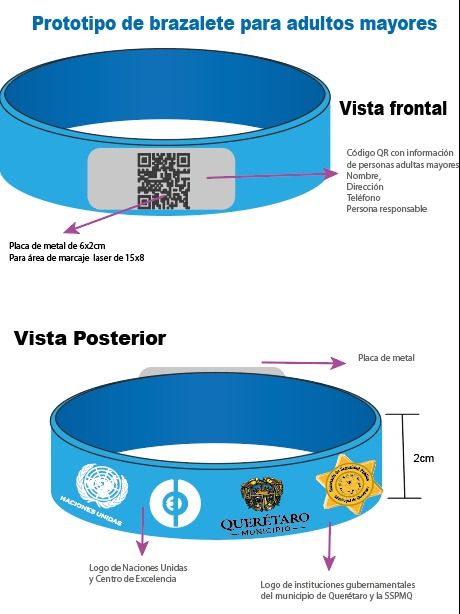 Prototipo de brazalete para adultos mayores
Vista frontal
Código QR con información
de personas adultas mayores
Nombre,
Dirección
Teléfono
Persona responsable
Placa de metal de 6x2cm
Para área de marcaje laser de 15x8
Vista Posterior
Placa de metal
2cm
NACIONES UNIDAS
QUERÉTARO
MUNICIPIO
Logo de Naciones Unidas
y Centro de Excelencia
Logo de instituciones gubernamentales
del municipio de Querétaro y la SSPMQ